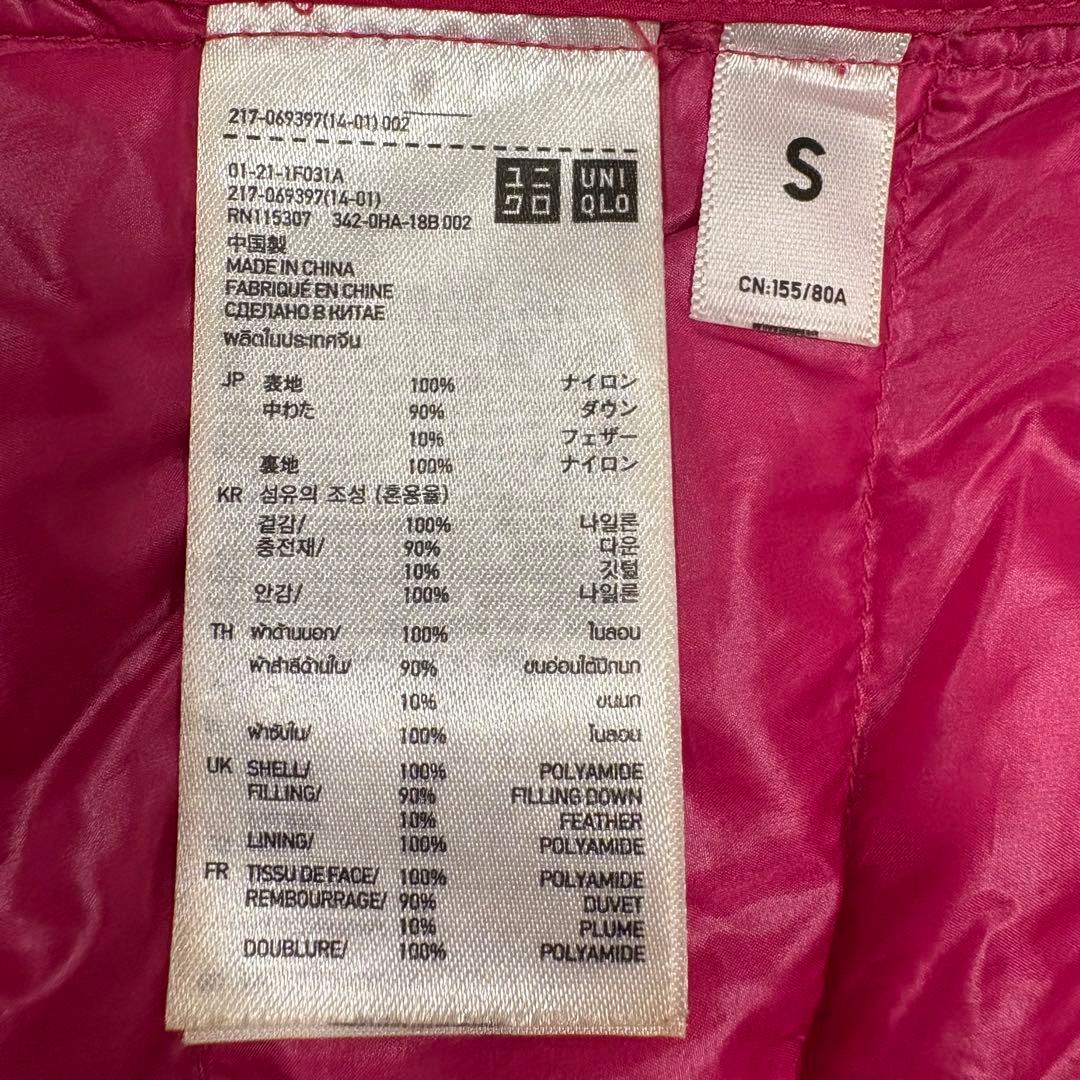 217-069397(14-01) 002
01-21-1F031A
217-069397(14-01)
RN115307 342-0HA-18B 002
ユニクロ
UNIQLO
中国製
MADE IN CHINA
FABRIQUÉ EN CHINE
СДЕЛАНО В КИТАЕ
ผลิตในประเทศจีน
JP 表地 100% ナイロン
中わた 90% ダウン
10% フェザー
裏地 100% ナイロン
KR 섬유의 조성 (혼용율)
겉감/ 100% 나일론
충전재/ 90% 다운
10% 깃털
안감/ 100% 나일론
TH ผ้าด้านนอก/ 100% ไนลอน
ผ้าสำลีด้านใน/ 90% ขนอ่อนใต้ปีกนก
10% ขนนก
ผ้าซับใน/ 100% ไนลอน
UK SHELL/ 100% POLYAMIDE
FILLING/ 90% FILLING DOWN
10% FEATHER
LINING/ 100% POLYAMIDE
FR TISSU DE FACE/ 100% POLYAMIDE
REMBOURRAGE/ 90% DUVET
10% PLUME
DOUBLURE/ 100% POLYAMIDE
S
CN:155/80A